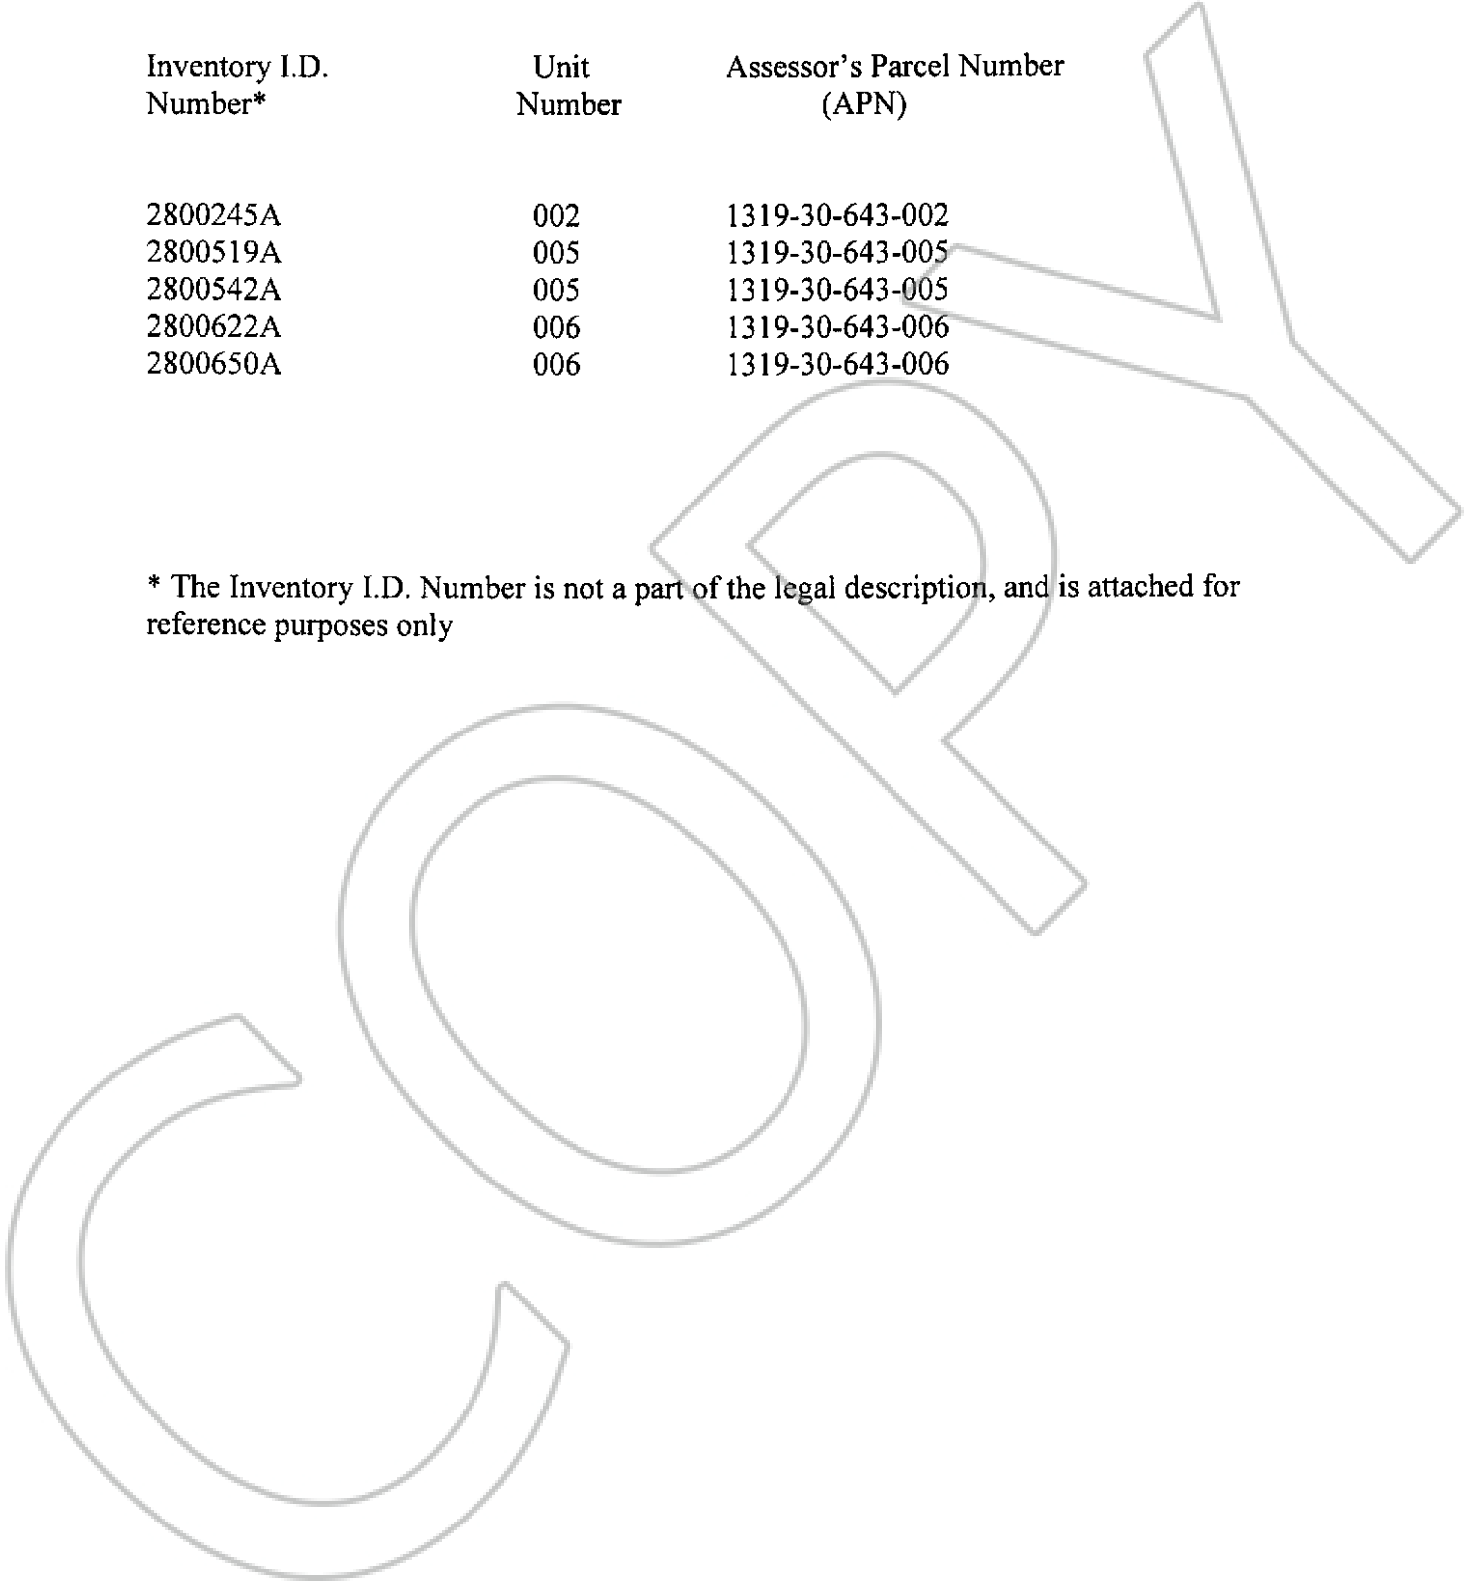 Inventory I.D. Unit Assessor's Parcel Number
Number* Number (APN)
2800245A 002 1319-30-643-002
2800519A 005 1319-30-643-005
2800542A 005 1319-30-643-005
2800622A 006 1319-30-643-006
2800650A 006 1319-30-643-006
* The Inventory I.D. Number is not a part of the legal description, and is attached for
reference purposes only
COPY